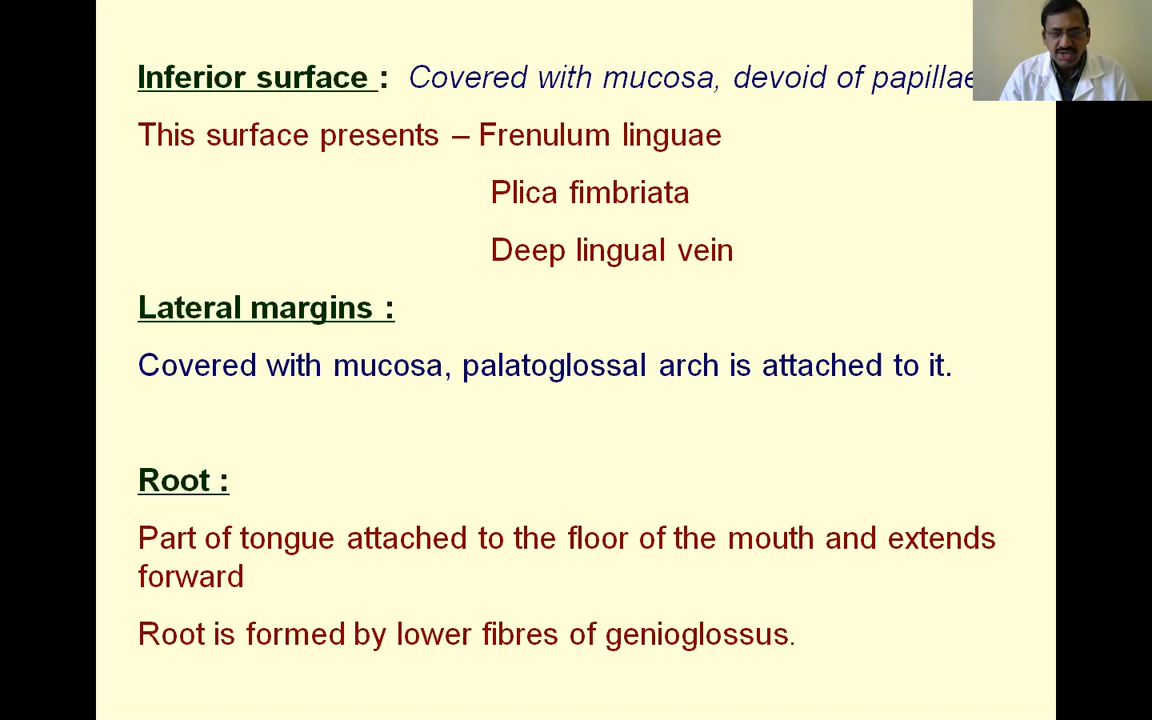 Inferior surface : Covered with mucosa, devoid of papillae
This surface presents – Frenulum linguae
Plica fimbriata
Deep lingual vein
Lateral margins :
Covered with mucosa, palatoglossal arch is attached to it.
Root :
Part of tongue attached to the floor of the mouth and extends
forward
Root is formed by lower fibres of genioglossus.